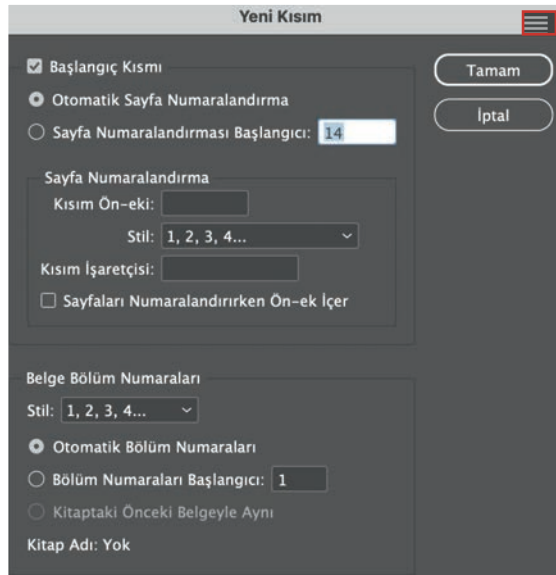 Yeni Kısım
Başlangıç Kısmı
Otomatik Sayfa Numaralandırma
Sayfa Numaralandırması Başlangıcı: 14
Sayfa Numaralandırma
Kısım Ön-eki:
Stil: 1, 2, 3, 4...
Kısım İşaretçisi:
Sayfaları Numaralandırırken Ön-ek İçer
Tamam
İptal
Belge Bölüm Numaraları
Stil: 1, 2, 3, 4...
Otomatik Bölüm Numaraları
Bölüm Numaraları Başlangıcı: 1
Kitaptaki Önceki Belgeyle Aynı
Kitap Adı: Yok